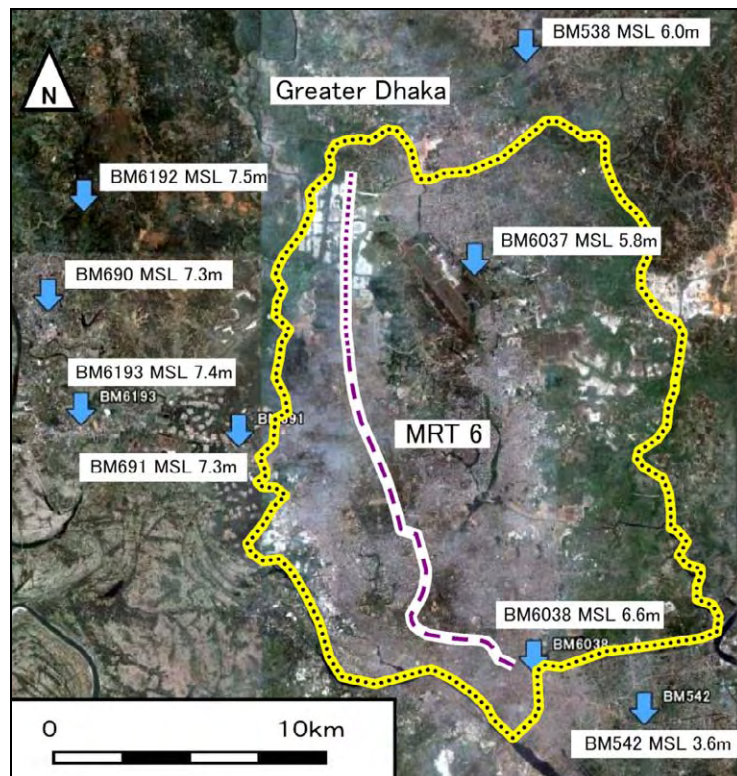 BM538 MSL 6.0m
N
Greater Dhaka
BM6192 MSL 7.5m
BM6037 MSL 5.8m
BM690 MSL 7.3m
BM6193 MSL 7.4m
BM6193
BM691
MRT 6
BM691 MSL 7.3m
BM6038 MSL 6.6m
BM6038
BM542
0 10km
BM542 MSL 3.6m